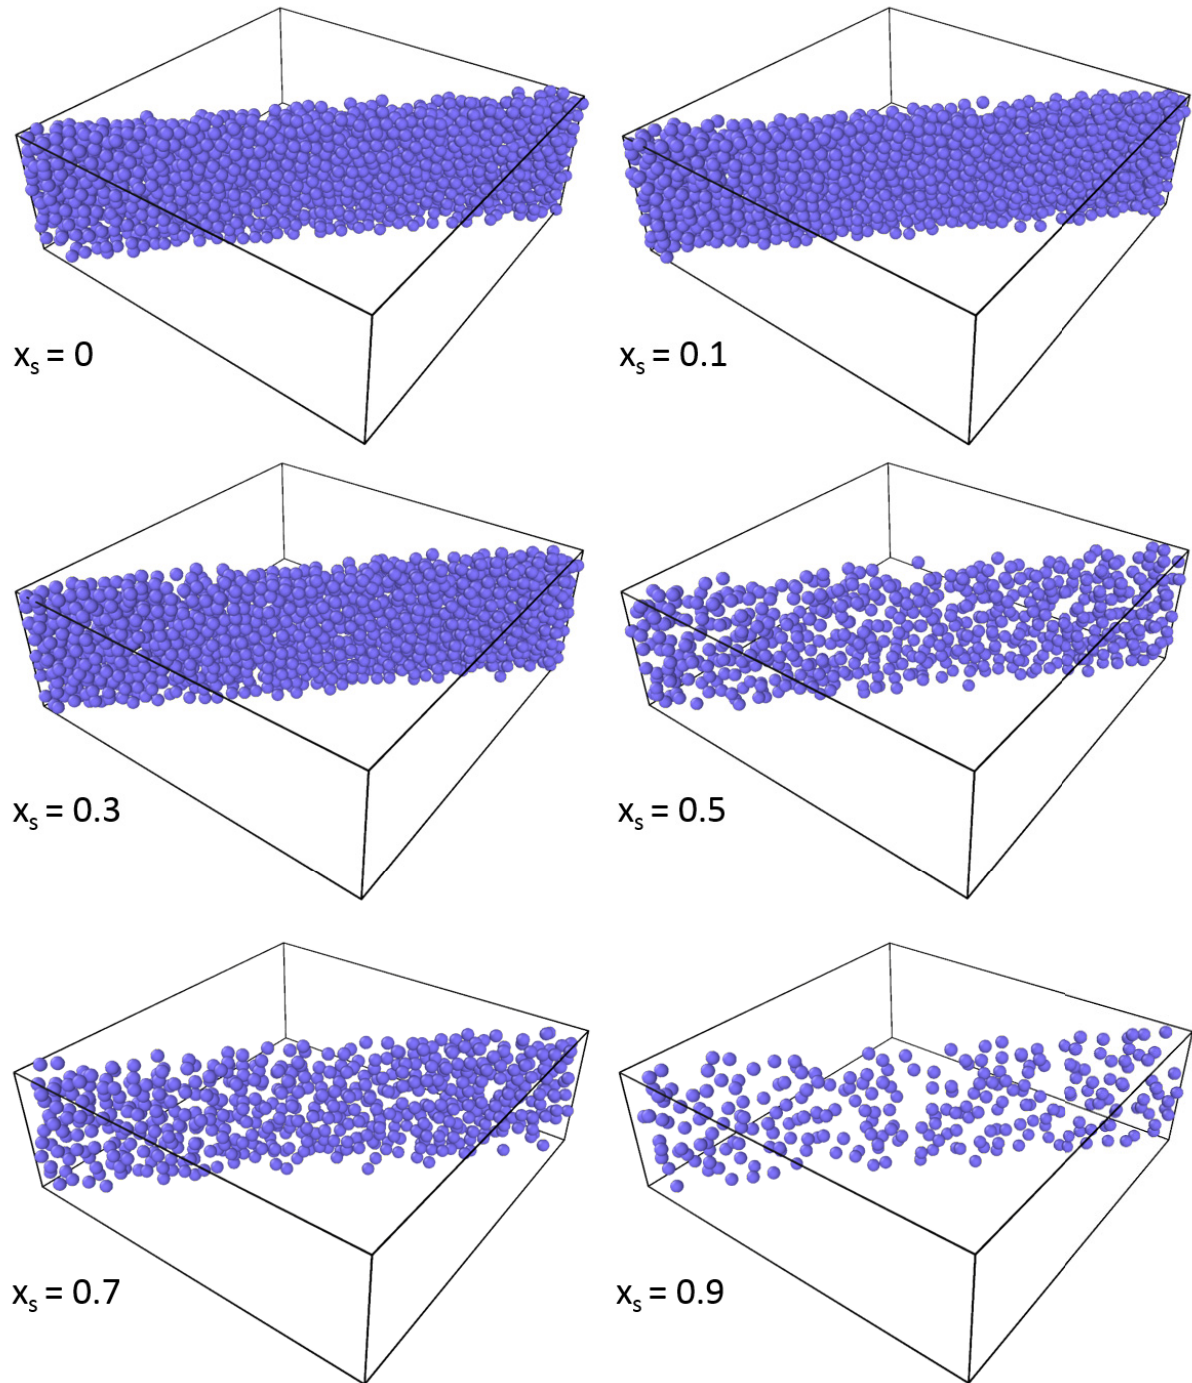 xₛ = 0
xₛ = 0.1
xₛ = 0.3
xₛ = 0.5
xₛ = 0.7
xₛ = 0.9